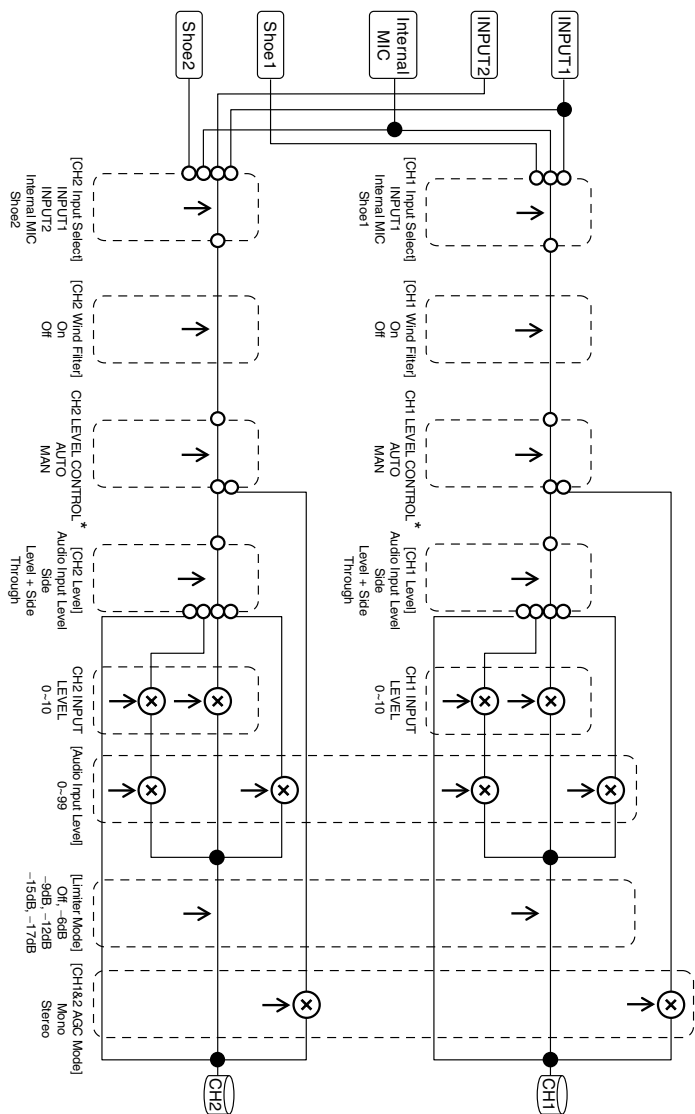 INPUT1
INPUT2
Internal
MIC
Shoe1
Shoe2
[CH1 Input Select]
INPUT1
Internal MIC
Shoe1
[CH1 Wind Filter]
On
Off
CH1 LEVEL CONTROL *
AUTO
MAN
[CH1 Level]
Audio Input Level
Side
Level + Side
Through
CH1 INPUT
LEVEL
0~10
CH1
[CH2 Input Select]
INPUT1
INPUT2
Internal MIC
Shoe2
[CH2 Wind Filter]
On
Off
CH2 LEVEL CONTROL *
AUTO
MAN
[CH2 Level]
Audio Input Level
Side
Level + Side
Through
CH2 INPUT
LEVEL
0~10
[Audio Input Level]
0~99
[Limiter Mode]
Off, −6dB
−9dB, −12dB
−15dB, −17dB
[CH1&2 AGC Mode]
Mono
Stereo
CH2